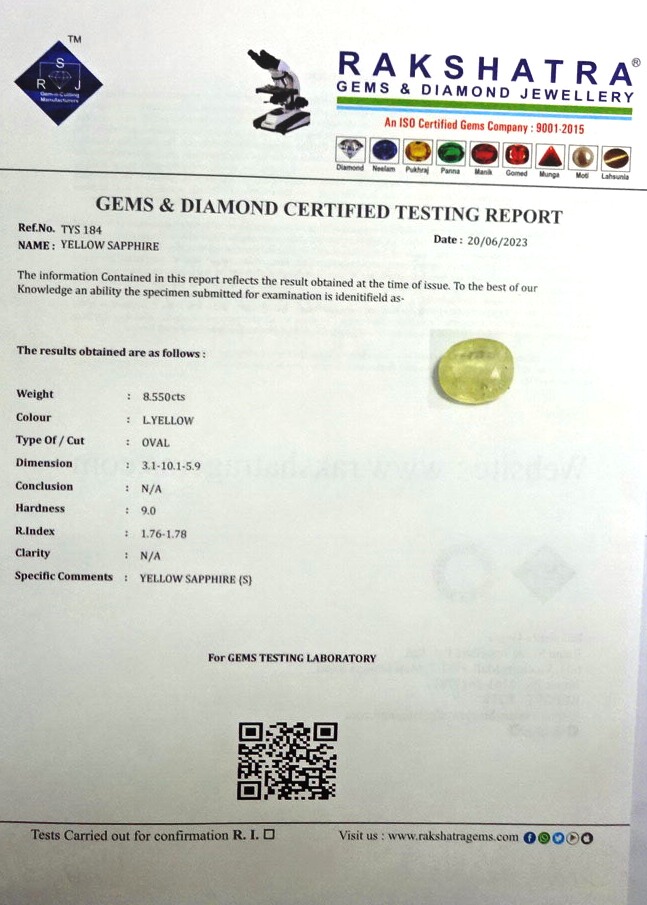 TM
S
R J
Gems Cutting
Manufacturers
RAKSHATRA®
GEMS & DIAMOND JEWELLERY
An ISO Certified Gems Company : 9001-2015
Diamond Neelam Pukhraj Panna Manik Gomed Munga Moti Lahsunia
GEMS & DIAMOND CERTIFIED TESTING REPORT
Ref.No. TYS 184
Date : 20/06/2023
NAME : YELLOW SAPPHIRE
The information Contained in this report reflects the result obtained at the time of issue. To the best of our
Knowledge an ability the specimen submitted for examination is idenitifield as-
The results obtained are as follows :
Weight : 8.550cts
Colour : L.YELLOW
Type Of / Cut : OVAL
Dimension : 3.1-10.1-5.9
Conclusion : N/A
Hardness : 9.0
R.Index : 1.76-1.78
Clarity : N/A
Specific Comments : YELLOW SAPPHIRE (S)
For GEMS TESTING LABORATORY
Tests Carried out for confirmation R. I. ☐
Visit us : www.rakshatragems.com